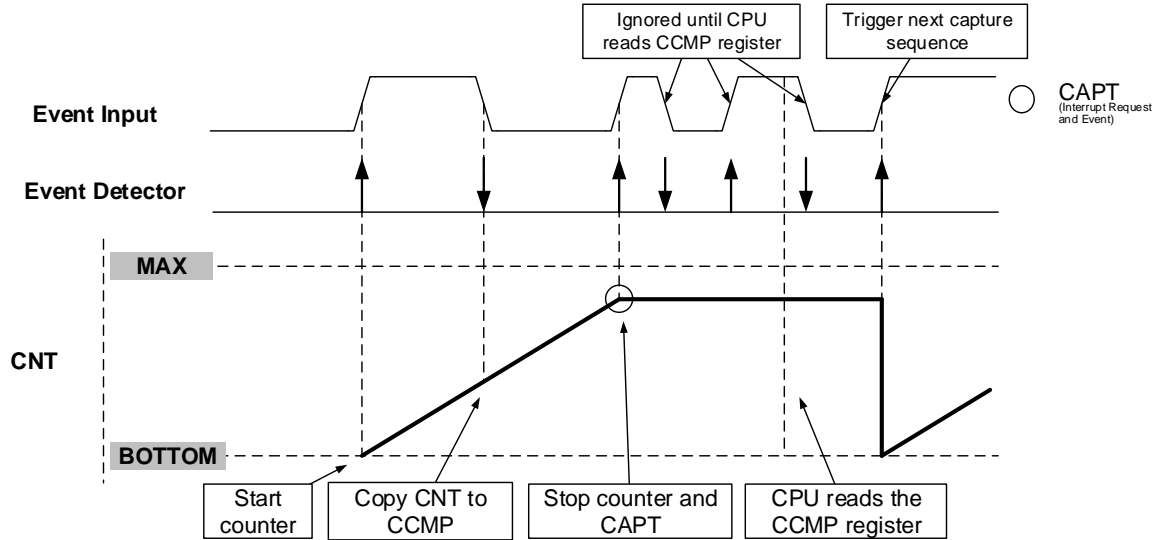 Ignored until CPU
reads CCMP register
Trigger next capture
sequence
CAPT
(Interrupt Request
and Event)
Event Input
Event Detector
MAX
CNT
BOTTOM
Start
counter
Copy CNT to
CCMP
Stop counter and
CAPT
CPU reads the
CCMP register